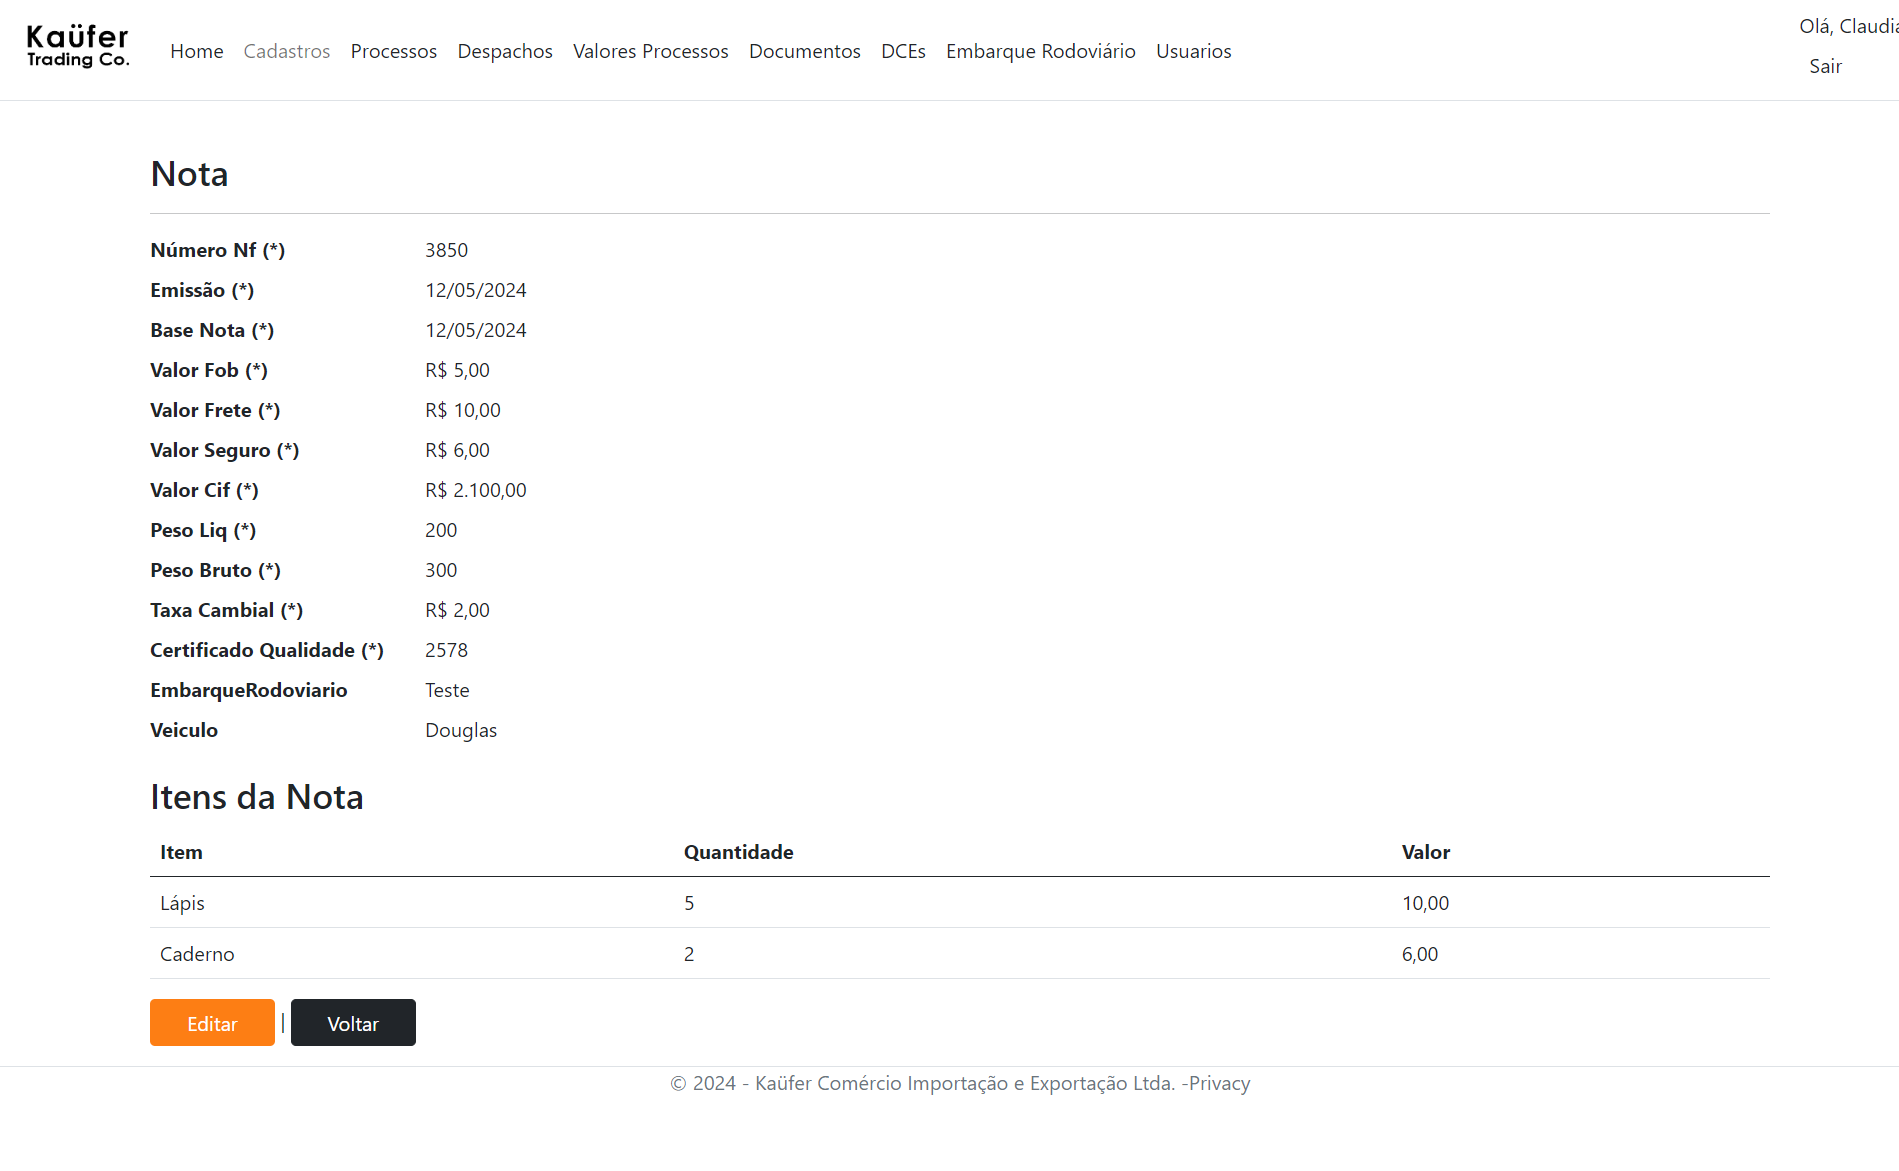 Kaüfer
Trading Co.
Home Cadastros Processos Despachos Valores Processos Documentos DCEs Embarque Rodoviário Usuarios
Olá, Claudia
Sair
Nota
Número Nf (*) 3850
Emissão (*) 12/05/2024
Base Nota (*) 12/05/2024
Valor Fob (*) R$ 5,00
Valor Frete (*) R$ 10,00
Valor Seguro (*) R$ 6,00
Valor Cif (*) R$ 2.100,00
Peso Liq (*) 200
Peso Bruto (*) 300
Taxa Cambial (*) R$ 2,00
Certificado Qualidade (*) 2578
EmbarqueRodoviario Teste
Veiculo Douglas
Itens da Nota
Item Quantidade Valor
Lápis 5 10,00
Caderno 2 6,00
Editar | Voltar
© 2024 - Kaüfer Comércio Importação e Exportação Ltda. -Privacy